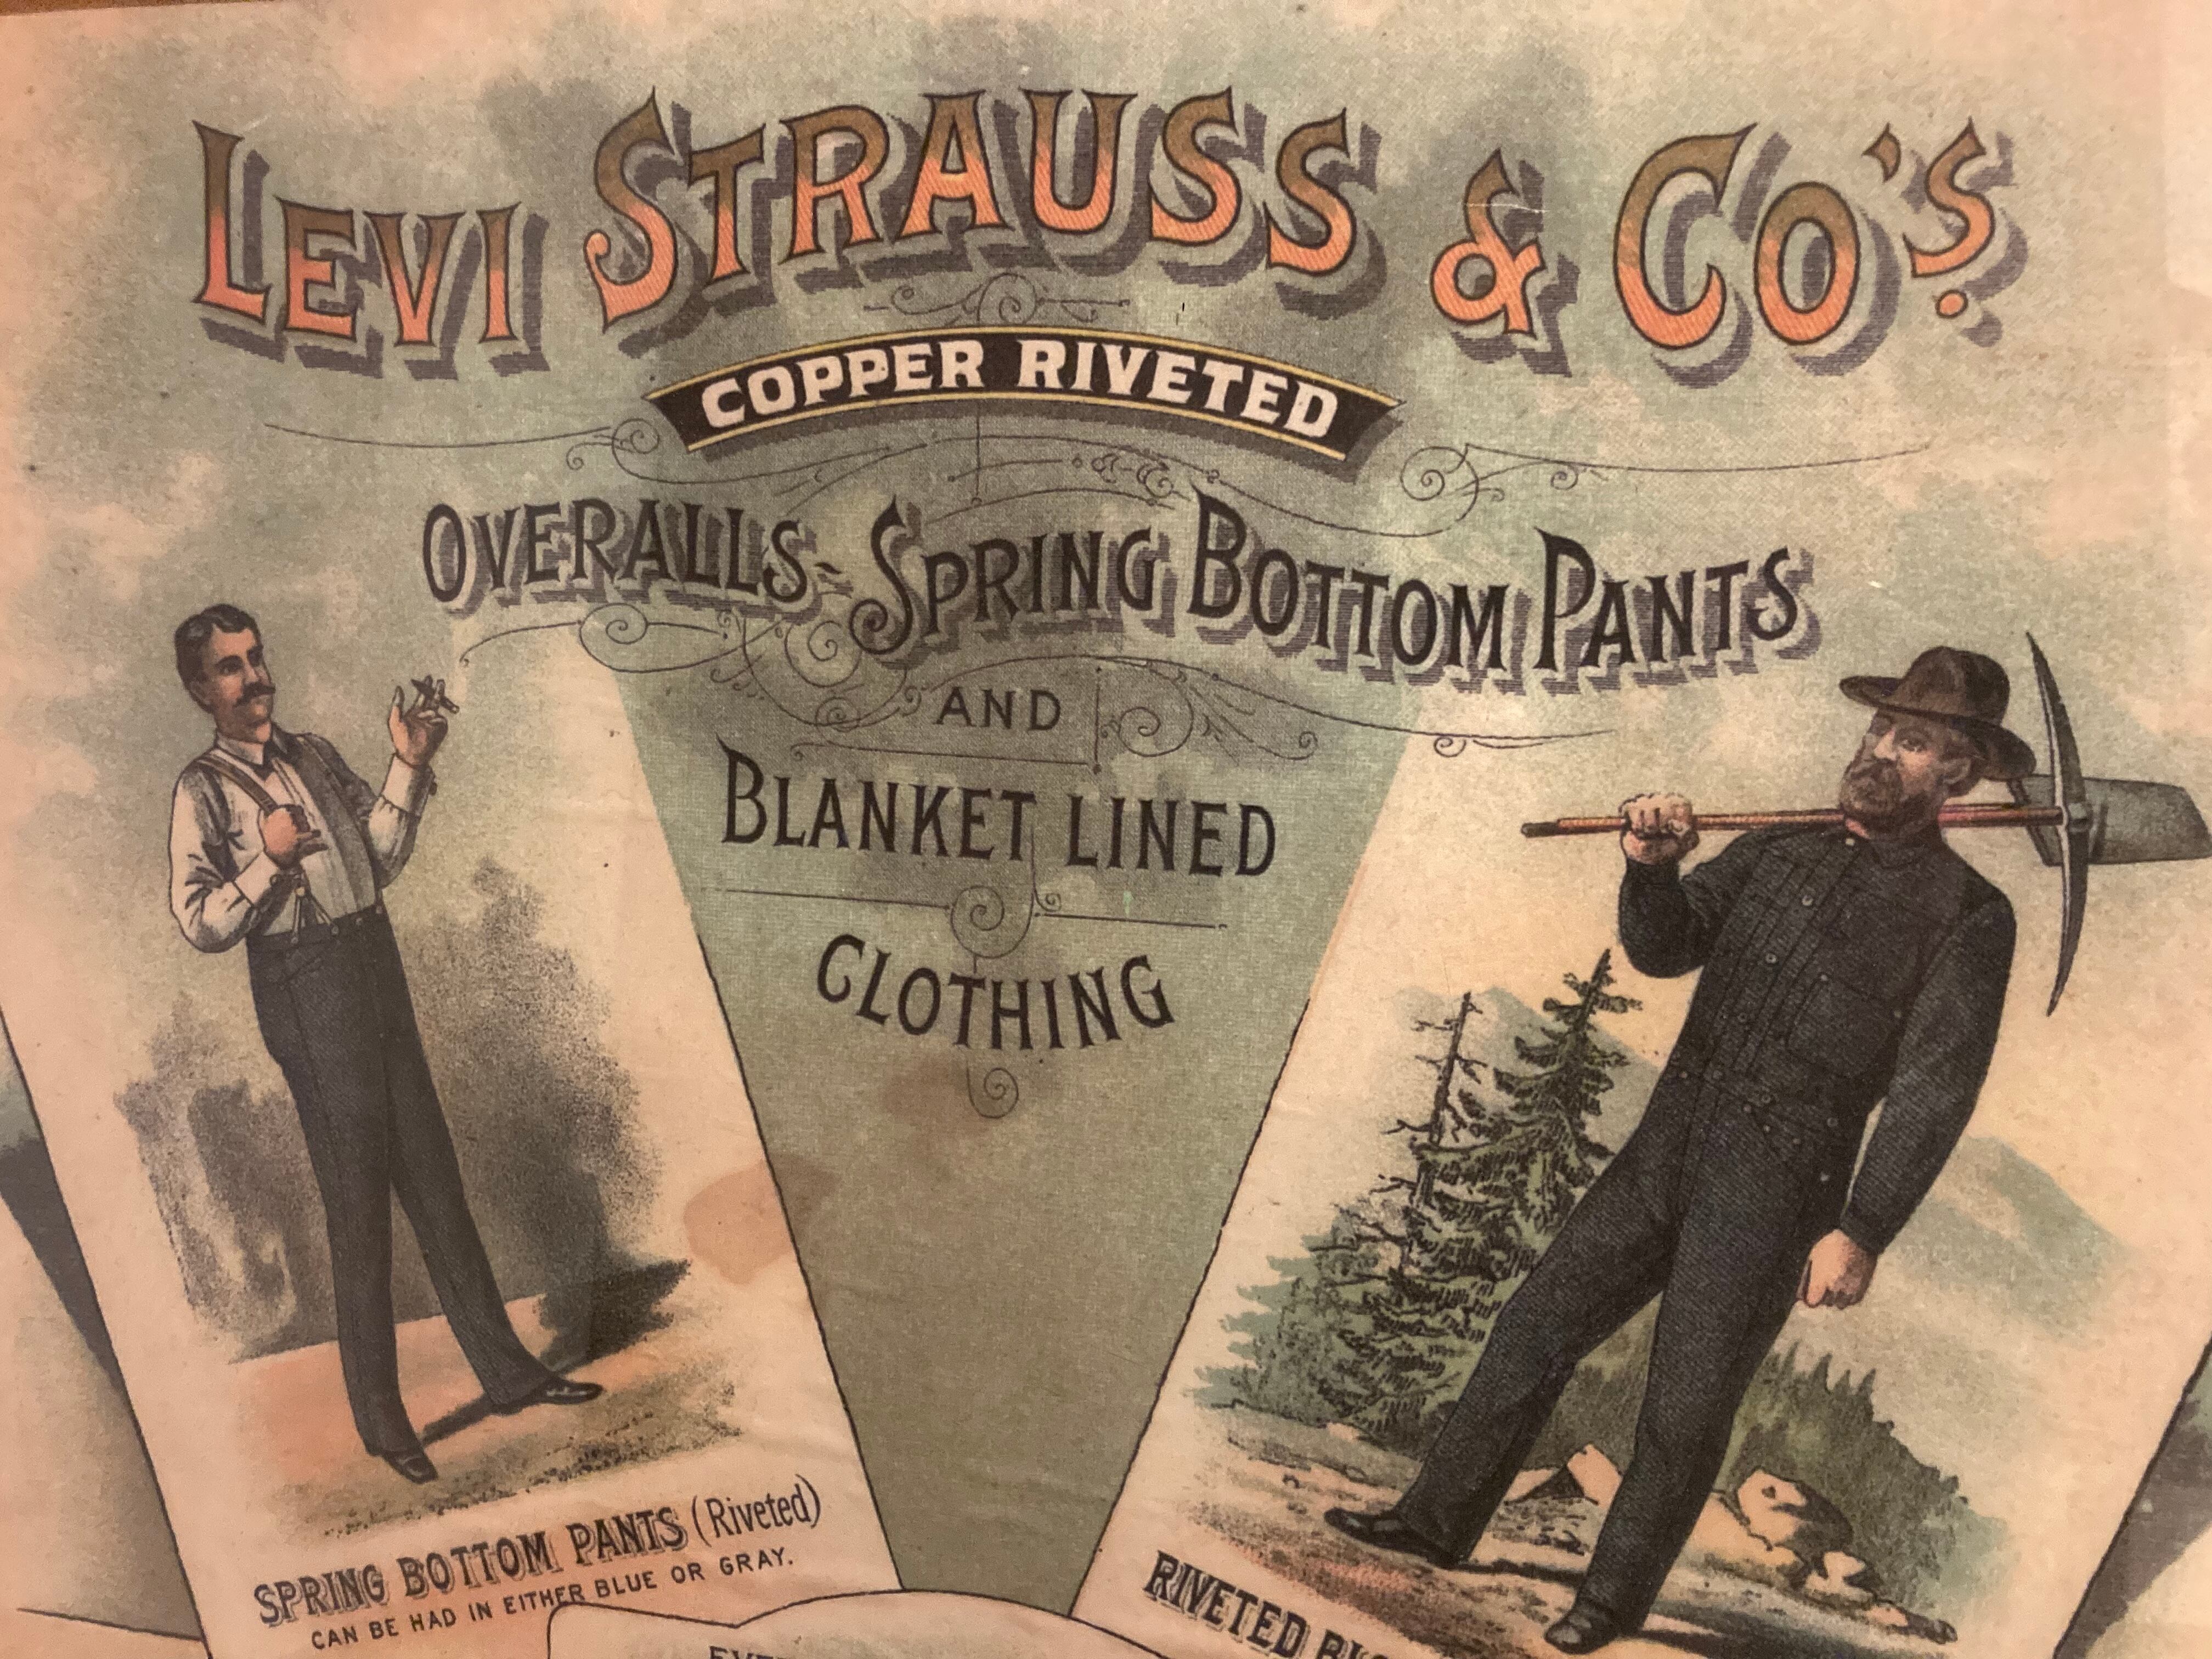 LEVI STRAUSS & CO'S.
COPPER RIVETED
OVERALLS-SPRING BOTTOM PANTS
AND
BLANKET LINED
CLOTHING
SPRING BOTTOM PANTS (Riveted)
CAN BE HAD IN EITHER BLUE OR GRAY.
RIVETED